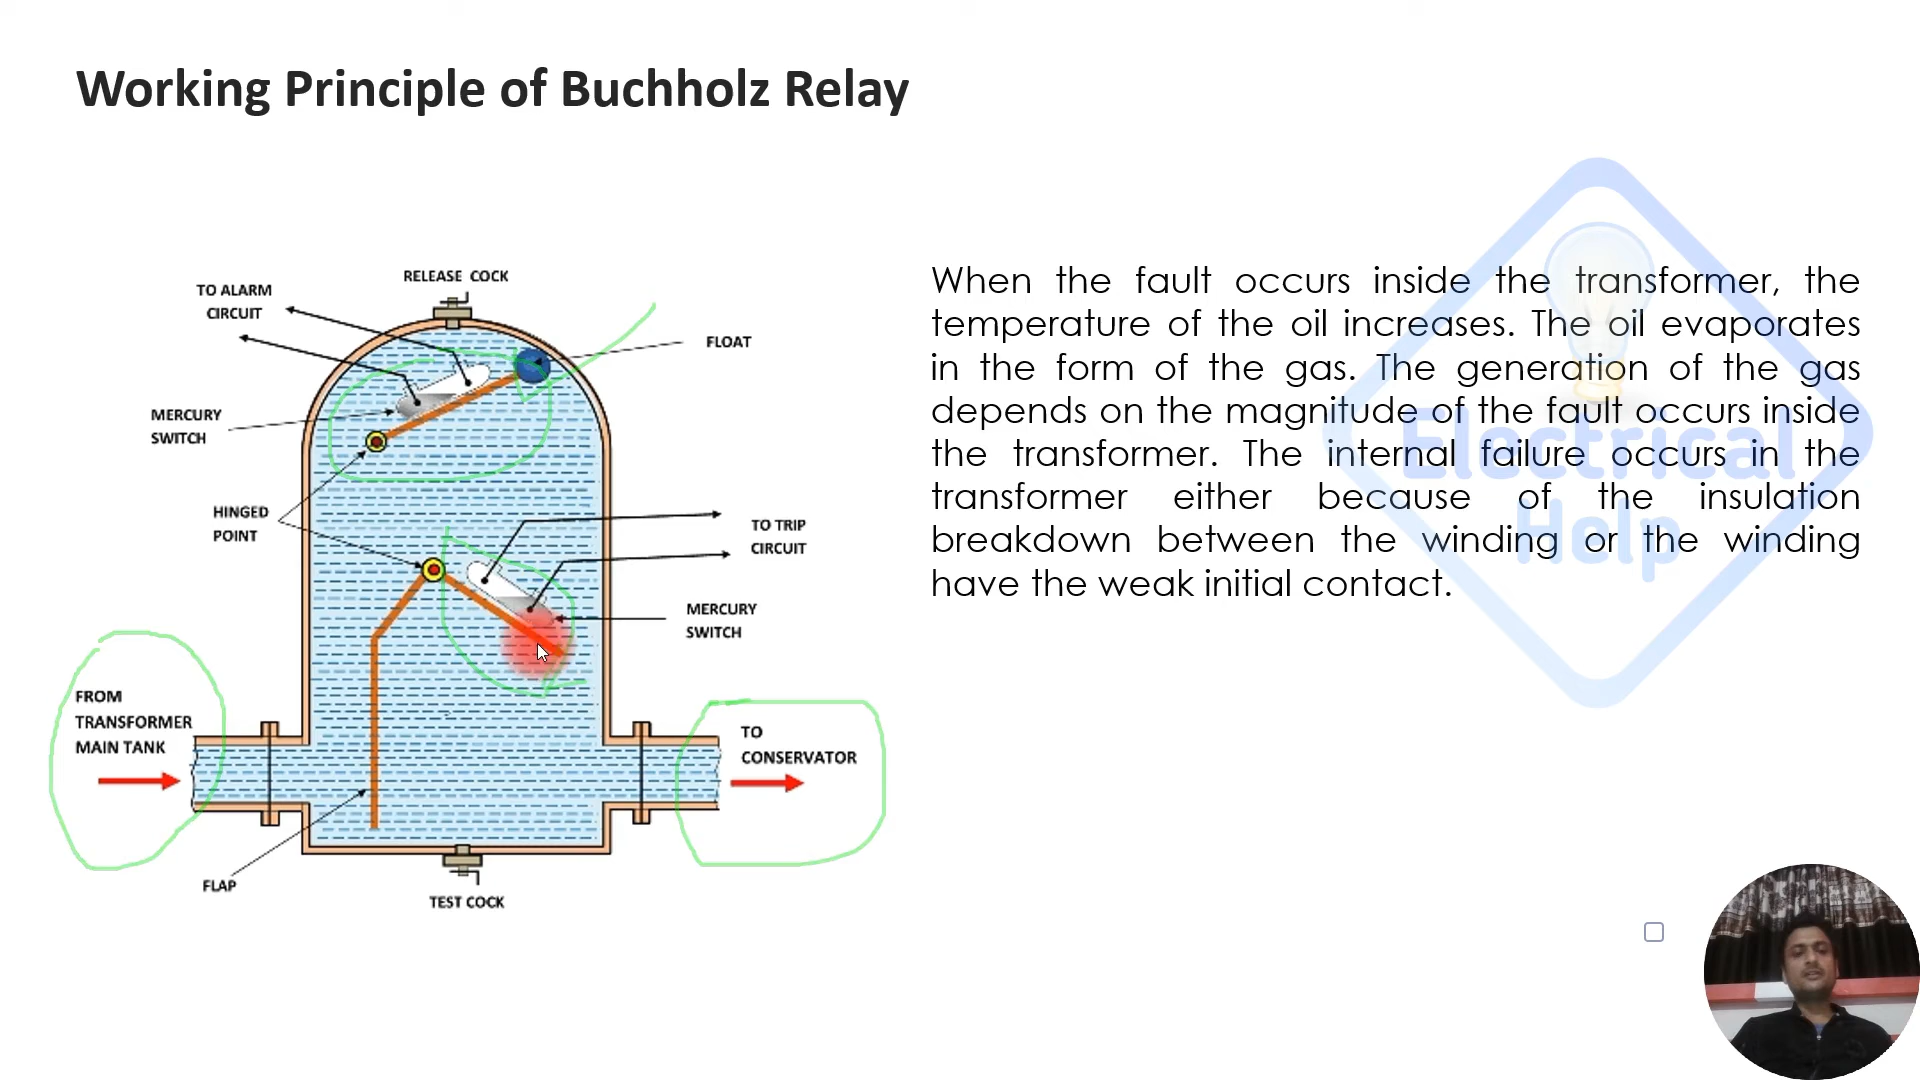 Working Principle of Buchholz Relay
RELEASE COCK
TO ALARM
CIRCUIT
FLOAT
MERCURY
SWITCH
HINGED
POINT
TO TRIP
CIRCUIT
MERCURY
SWITCH
FROM
TRANSFORMER
MAIN TANK
TO
CONSERVATOR
FLAP
TEST COCK
When the fault occurs inside the transformer, the
temperature of the oil increases. The oil evaporates
in the form of the gas. The generation of the gas
depends on the magnitude of the fault occurs inside
the transformer. The internal failure occurs in the
transformer either because of the insulation
breakdown between the winding or the winding
have the weak initial contact.
Electrical
Help